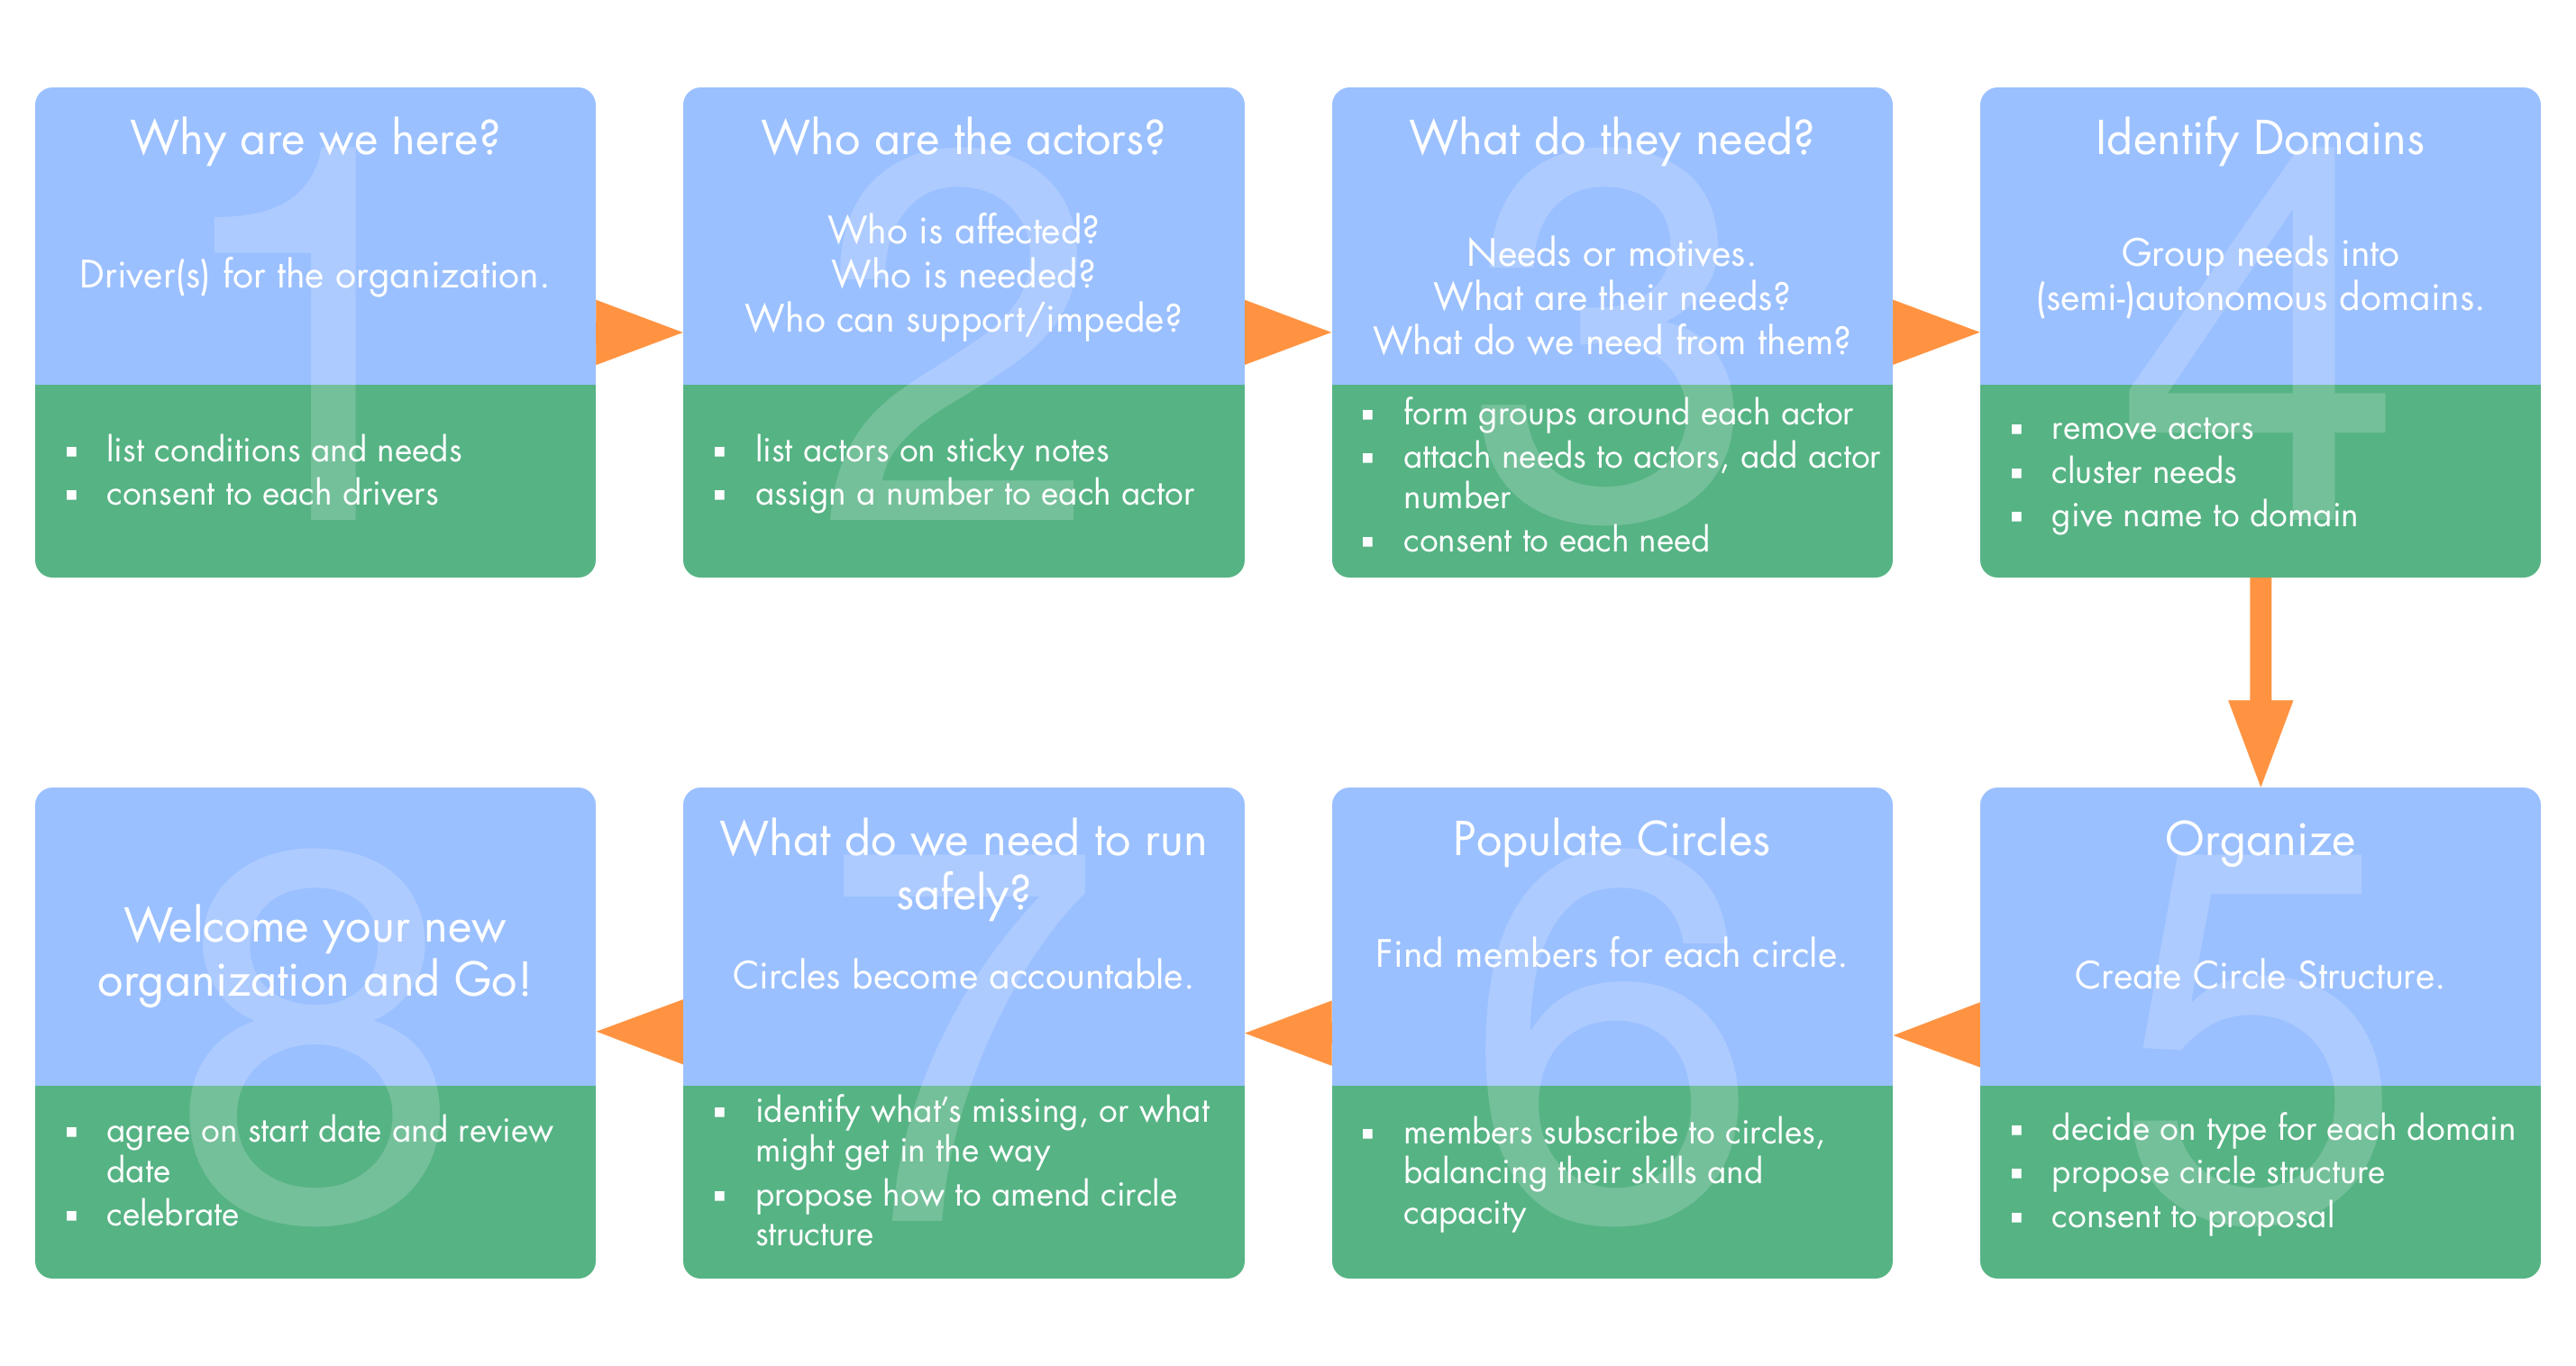 1
Why are we here?
Driver(s) for the organization.
▪ list conditions and needs
▪ consent to each drivers
2
Who are the actors?
Who is affected?
Who is needed?
Who can support/impede?
▪ list actors on sticky notes
▪ assign a number to each actor
3
What do they need?
Needs or motives.
What are their needs?
What do we need from them?
▪ form groups around each actor
▪ attach needs to actors, add actor
number
▪ consent to each need
4
Identify Domains
Group needs into
(semi-)autonomous domains.
▪ remove actors
▪ cluster needs
▪ give name to domain
5
Organize
Create Circle Structure.
▪ decide on type for each domain
▪ propose circle structure
▪ consent to proposal
6
Populate Circles
Find members for each circle.
▪ members subscribe to circles,
balancing their skills and
capacity
7
What do we need to run
safely?
Circles become accountable.
▪ identify what’s missing, or what
might get in the way
▪ propose how to amend circle
structure
8
Welcome your new
organization and Go!
▪ agree on start date and review
date
▪ celebrate